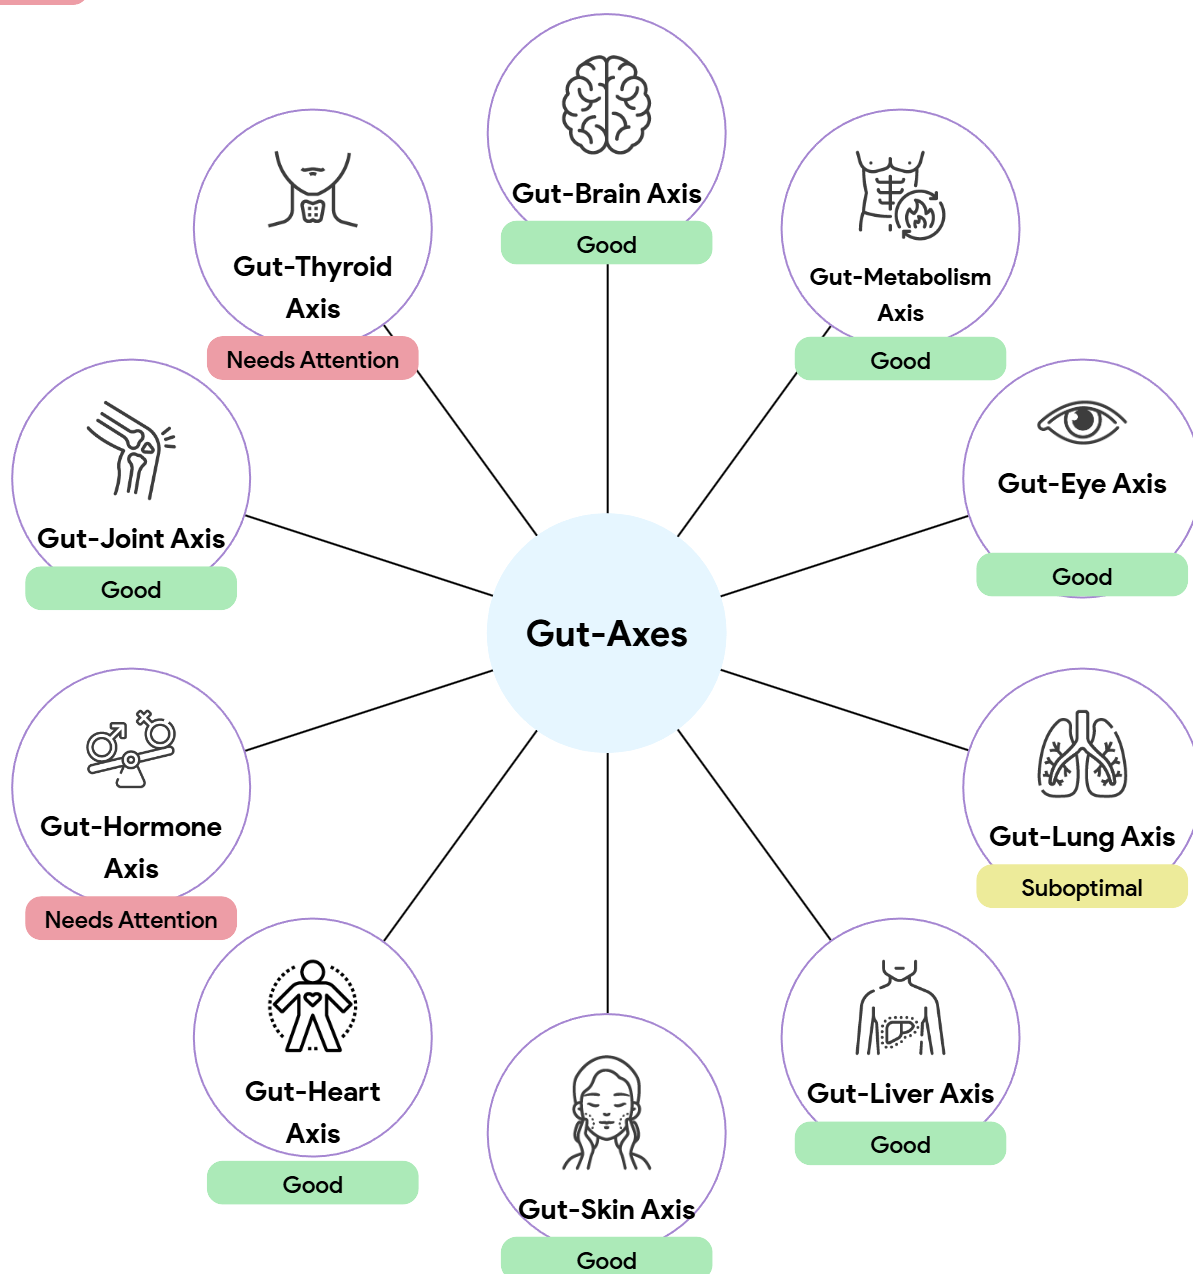 Gut-Brain Axis
Good
Gut-Thyroid
Axis
Needs Attention
Gut-Metabolism
Axis
Good
Gut-Joint Axis
Good
Gut-Eye Axis
Good
Gut-Axes
Gut-Hormone
Axis
Needs Attention
Gut-Lung Axis
Suboptimal
Gut-Heart
Axis
Good
Gut-Liver Axis
Good
Gut-Skin Axis
Good